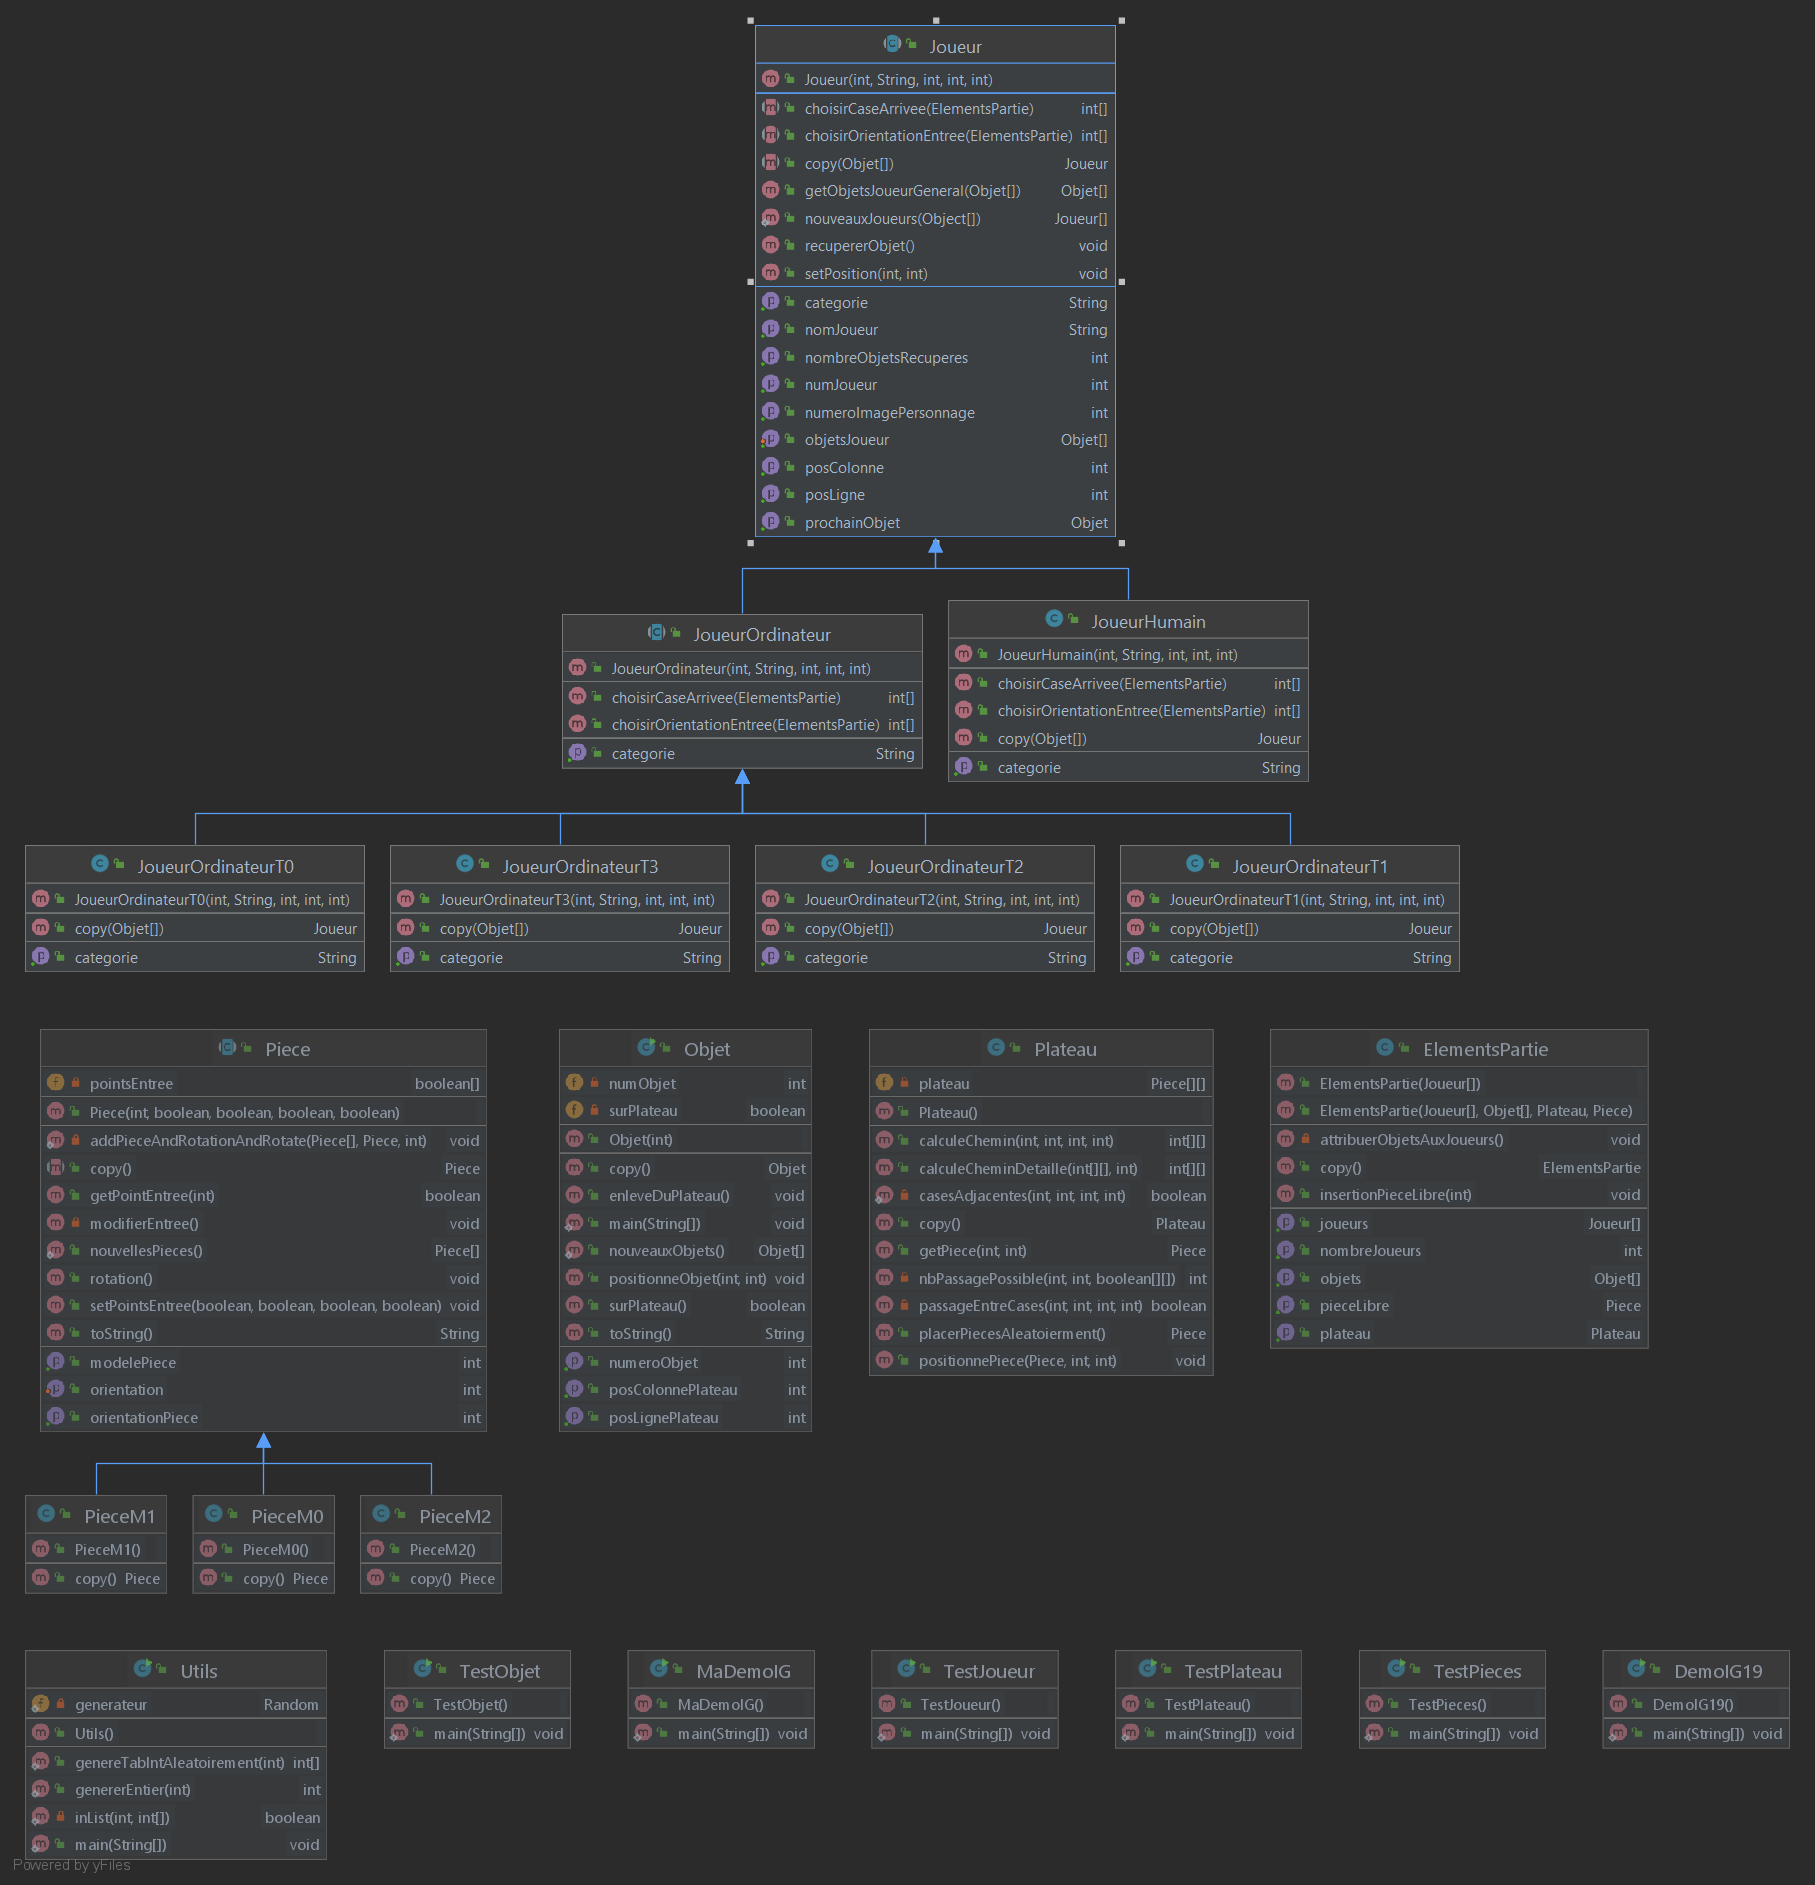 Joueur
Joueur(int, String, int, int, int)
choisirCaseArrivee(ElementsPartie) int[]
choisirOrientationEntree(ElementsPartie) int[]
copy(Objet[]) Joueur
getObjetsJoueurGeneral(Objet[]) Objet[]
nouveauxJoueurs(Object[]) Joueur[]
recupererObjet() void
setPosition(int, int) void
categorie String
nomJoueur String
nombreObjetsRecuperes int
numJoueur int
numeroImagePersonnage int
objetsJoueur Objet[]
posColonne int
posLigne int
prochainObjet Objet
JoueurOrdinateur
JoueurOrdinateur(int, String, int, int, int)
choisirCaseArrivee(ElementsPartie) int[]
choisirOrientationEntree(ElementsPartie) int[]
categorie String
JoueurHumain
JoueurHumain(int, String, int, int, int)
choisirCaseArrivee(ElementsPartie) int[]
choisirOrientationEntree(ElementsPartie) int[]
copy(Objet[]) Joueur
categorie String
JoueurOrdinateurT0
JoueurOrdinateurT0(int, String, int, int, int)
copy(Objet[]) Joueur
categorie String
JoueurOrdinateurT3
JoueurOrdinateurT3(int, String, int, int, int)
copy(Objet[]) Joueur
categorie String
JoueurOrdinateurT2
JoueurOrdinateurT2(int, String, int, int, int)
copy(Objet[]) Joueur
categorie String
JoueurOrdinateurT1
JoueurOrdinateurT1(int, String, int, int, int)
copy(Objet[]) Joueur
categorie String
Piece
pointsEntree boolean[]
Piece(int, boolean, boolean, boolean, boolean)
addPieceAndRotationAndRotate(Piece[], Piece, int) void
copy() Piece
getPointEntree(int) boolean
modifierEntree() void
nouvellesPieces() Piece[]
rotation() void
setPointsEntree(boolean, boolean, boolean, boolean) void
toString() String
modelePiece int
orientation int
orientationPiece int
Objet
numObjet int
surPlateau boolean
Objet(int)
copy() Objet
enleveDuPlateau() void
main(String[]) void
nouveauxObjets() Objet[]
positionneObjet(int, int) void
surPlateau() boolean
toString() String
numeroObjet int
posColonnePlateau int
posLignePlateau int
Plateau
plateau Piece[][]
Plateau()
calculeChemin(int, int, int, int) int[][]
calculeCheminDetaille(int[][], int) int[][]
casesAdjacentes(int, int, int, int) boolean
copy() Plateau
getPiece(int, int) Piece
nbPassagePossible(int, int, boolean[][]) int
passageEntreCases(int, int, int, int) boolean
placerPiecesAleatoierment() Piece
positionnePiece(Piece, int, int) void
ElementsPartie
ElementsPartie(Joueur[])
ElementsPartie(Joueur[], Objet[], Plateau, Piece)
attribuerObjetsAuxJoueurs() void
copy() ElementsPartie
insertionPieceLibre(int) void
joueurs Joueur[]
nombreJoueurs int
objets Objet[]
pieceLibre Piece
plateau Plateau
PieceM1
PieceM1()
copy() Piece
PieceM0
PieceM0()
copy() Piece
PieceM2
PieceM2()
copy() Piece
Utils
generateur Random
Utils()
genereTabIntAleatoirement(int) int[]
genererEntier(int) int
inList(int, int[]) boolean
main(String[]) void
TestObjet
TestObjet()
main(String[]) void
MaDemoIG
MaDemoIG()
main(String[]) void
TestJoueur
TestJoueur()
main(String[]) void
TestPlateau
TestPlateau()
main(String[]) void
TestPieces
TestPieces()
main(String[]) void
DemoIG19
DemoIG19()
main(String[]) void
Powered by yFiles